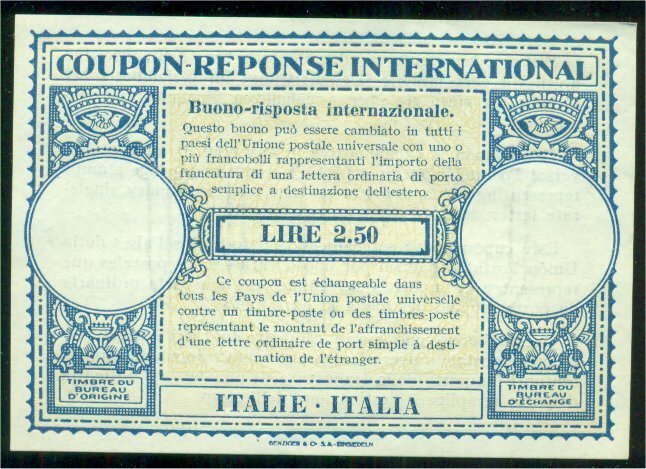 COUPON-REPONSE INTERNATIONAL
Buono-risposta internazionale.
Questo buono può essere cambiato in tutti i
paesi dell'Unione postale universale con uno o
più francobolli rappresentanti l'importo della
francatura di una lettera ordinaria di porto
semplice a destinazione dell'estero.
LIRE 2.50
Ce coupon est échangeable dans
tous les Pays de l'Union postale universelle
contre un timbre-poste ou des timbres-poste
représentant le montant de l'affranchissement
d'une lettre ordinaire de port simple à desti-
nation de l'étranger.
TIMBRE DU
BUREAU
D'ORIGINE
TIMBRE DU
BUREAU
D'ÉCHANGE
ITALIE · ITALIA
BENZIGER & Co S.A. - EINSIEDELN